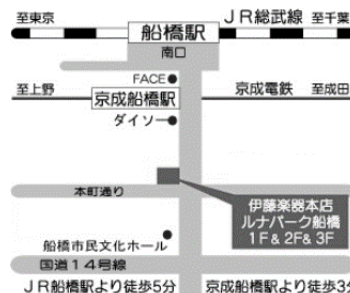 至東京
船橋駅
JR総武線
至千葉
南口
FACE
至上野
京成船橋駅
京成電鉄
至成田
ダイソー
本町通り
伊藤楽器本店
ルナパーク船橋
1F&2F&3F
船橋市民文化ホール
国道14号線
JR船橋駅より徒歩5分
京成船橋駅より徒歩3分